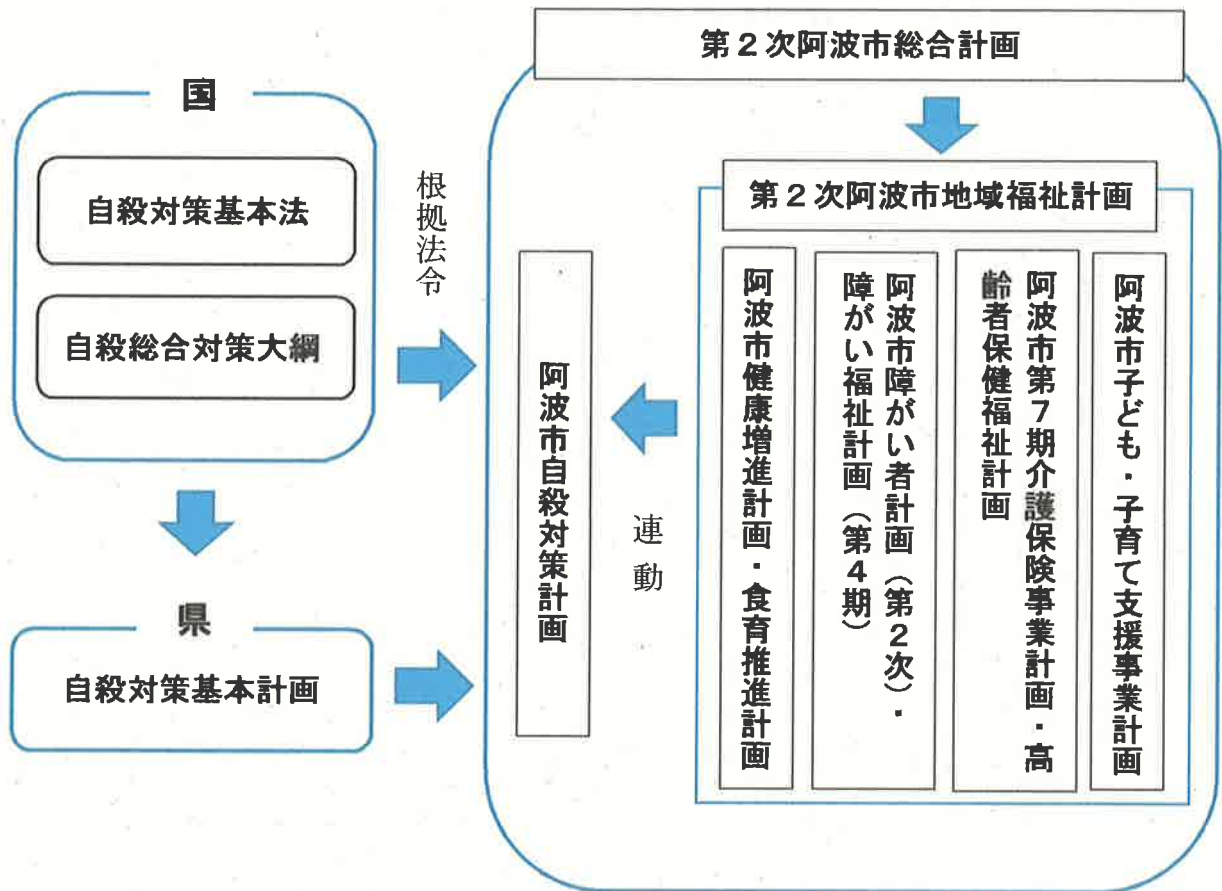 第2次阿波市総合計画
国
自殺対策基本法
自殺総合対策大綱
根拠法令
県
自殺対策基本計画
阿波市自殺対策計画
連動
第2次阿波市地域福祉計画
阿波市子ども・子育て支援事業計画
阿波市第7期介護保険事業計画・高
齢者保健福祉計画
阿波市障がい者計画(第2次)・
障がい福祉計画(第4期)
阿波市健康増進計画・食育推進計画